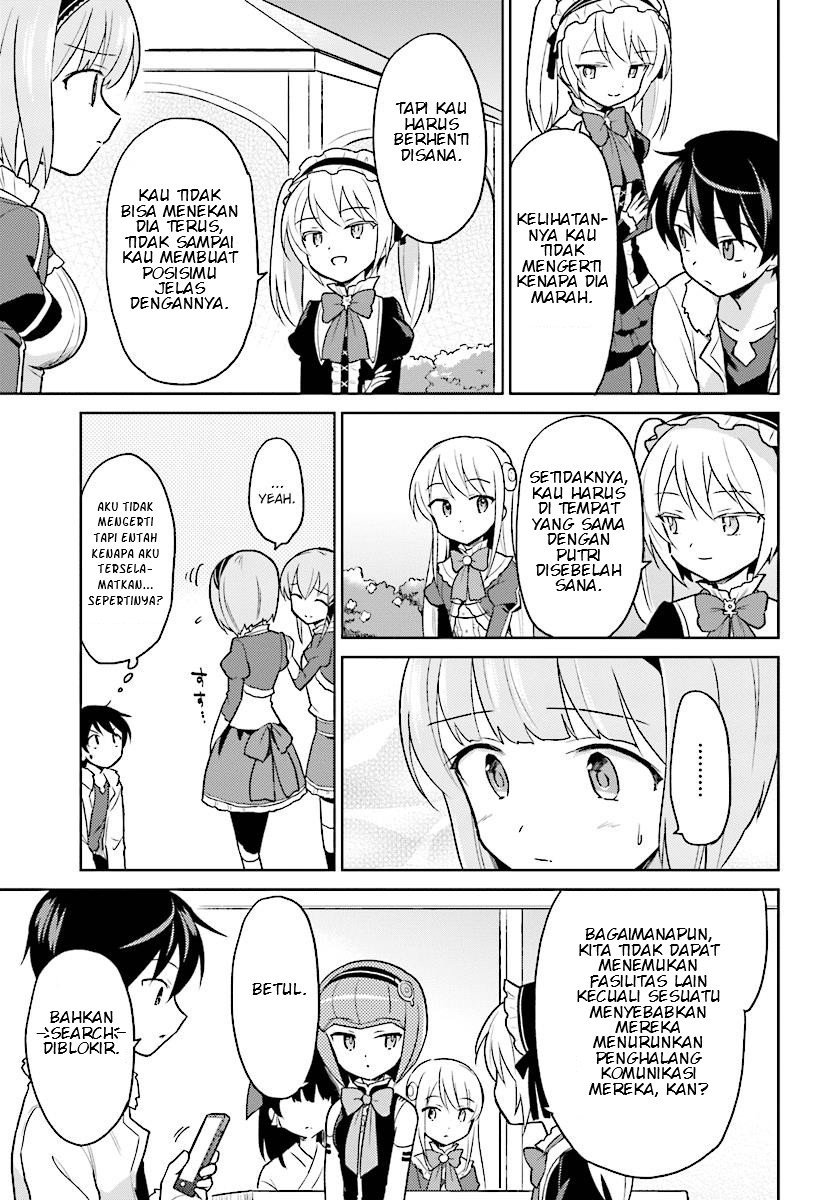 KELIHATAN-
NYA KAU
TIDAK
MENGERTI
KENAPA DIA
MARAH.
TAPI KAU
HARUS
BERHENTI
DISANA.
KAU TIDAK
BISA MENEKAN
DIA TERUS,
TIDAK SAMPAI
KAU MEMBUAT
POSISIMU
JELAS
DENGANNYA.
SETIDAKNYA,
KAU HARUS
DI TEMPAT
YANG SAMA
DENGAN
PUTRI
DISEBELAH
SANA.
........
...
YEAH.
AKU TIDAK
MENGERTI
TAPI ENTAH
KENAPA AKU
TERSELA-
MATKAN...
SEPERTINYA?
すすす…
BAGAIMANAPUN,
KITA TIDAK DAPAT
MENEMUKAN
FASILITAS LAIN
KECUALI SESUATU
MENYEBABKAN
MEREKA
MENURUNKAN
PENGHALANG
KOMUNIKASI
MEREKA, KAN?
BETUL.
BAHKAN
SEARCH
DIBLOKIR.